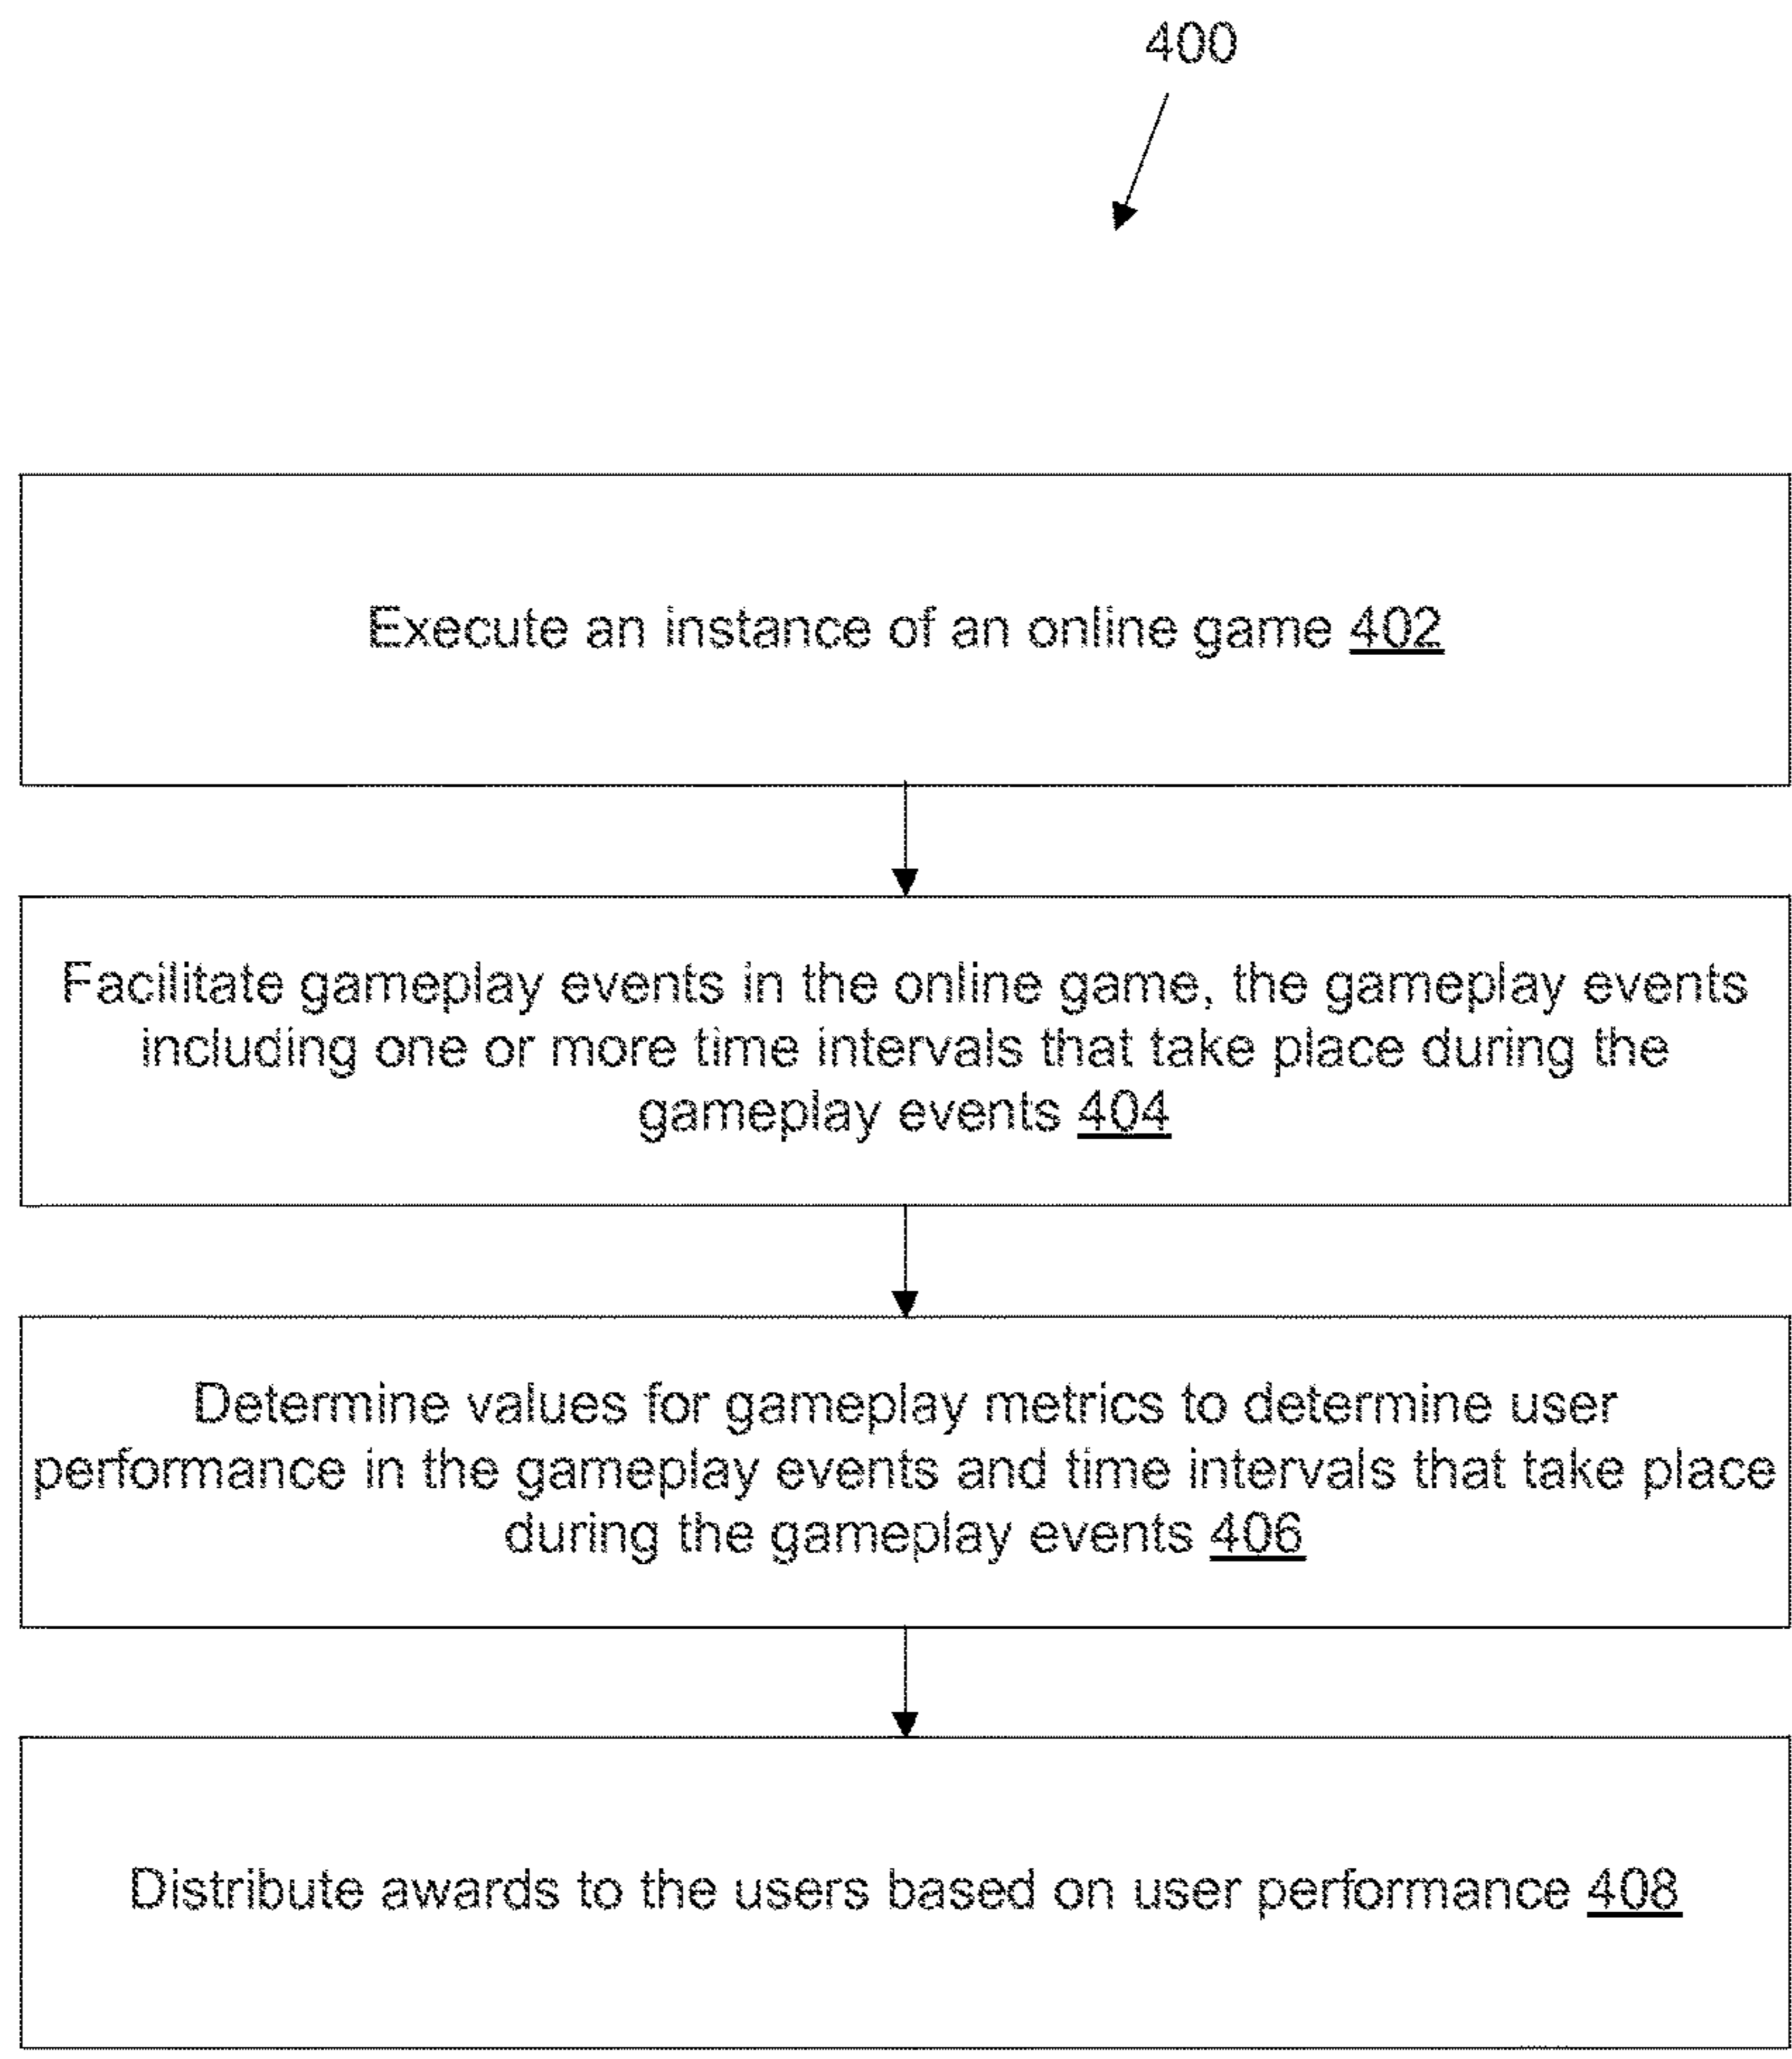 400
Execute an instance of an online game 402
Facilitate gameplay events in the online game, the gameplay events
including one or more time intervals that take place during the
gameplay events 404
Determine values for gameplay metrics to determine user
performance in the gameplay events and time intervals that take place
during the gameplay events 406
Distribute awards to the users based on user performance 408